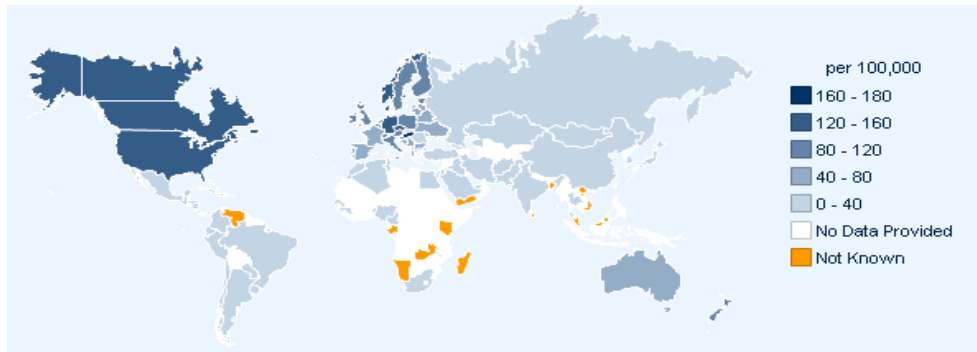 per 100,000
160 - 180
120 - 160
80 - 120
40 - 80
0 - 40
No Data Provided
Not Known